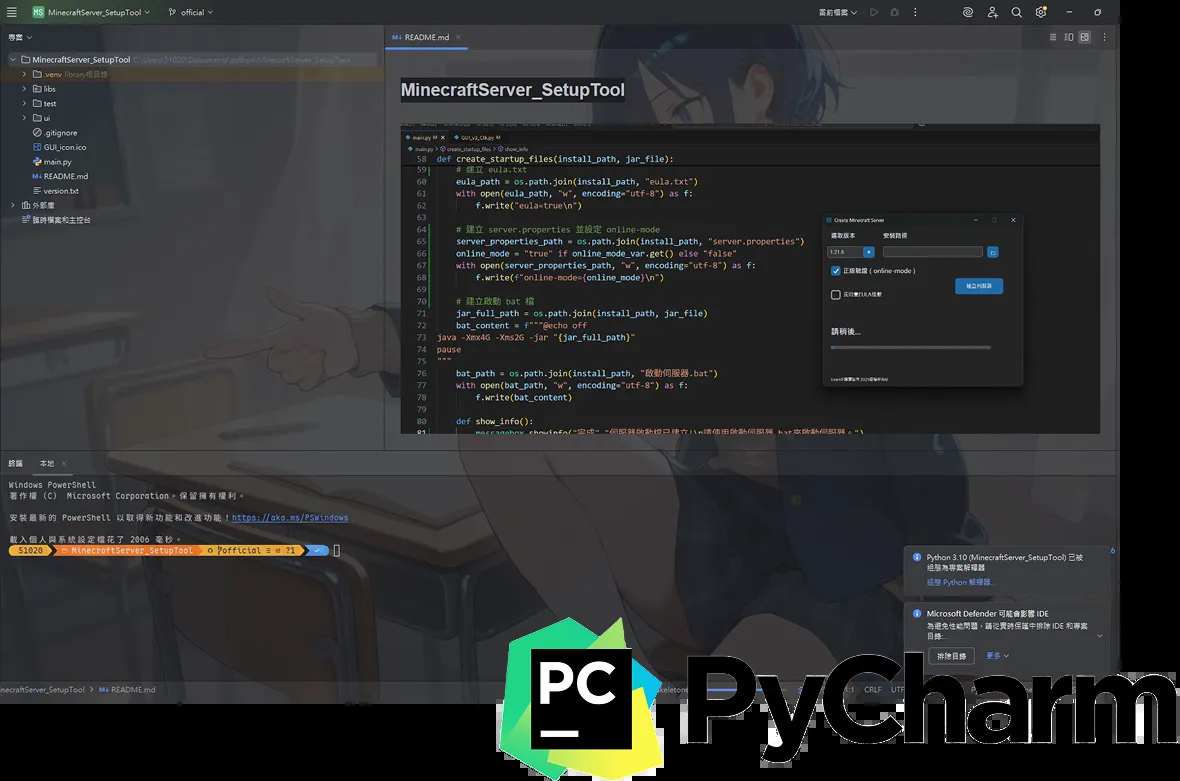 MS MinecraftServer_SetupTool official 當前檔案
專案
M↓ README.md
MinecraftServer_SetupTool C:\Users\51020\Documents\python\MinecraftServer_SetupTool
.venv library根目錄
libs
test
ui
.gitignore
GUI_icon.ico
main.py
M↓ README.md
version.txt
外部庫
臨時檔案和主控台
MinecraftServer_SetupTool
main.py M GUI_v3_Ctk.py M
main.py > create_startup_files > show_info
58 def create_startup_files(install_path, jar_file):
59 # 建立 eula.txt
60 eula_path = os.path.join(install_path, "eula.txt")
61 with open(eula_path, "w", encoding="utf-8") as f:
62 f.write("eula=true\n")
63
64 # 建立 server.properties 並設定 online-mode
65 server_properties_path = os.path.join(install_path, "server.properties")
66 online_mode = "true" if online_mode_var.get() else "false"
67 with open(server_properties_path, "w", encoding="utf-8") as f:
68 f.write(f"online-mode={online_mode}\n")
69
70 # 建立啟動 bat 檔
71 jar_full_path = os.path.join(install_path, jar_file)
72 bat_content = f"""@echo off
73 java -Xmx4G -Xms2G -jar "{jar_full_path}"
74 pause
75 """
76 bat_path = os.path.join(install_path, "啟動伺服器.bat")
77 with open(bat_path, "w", encoding="utf-8") as f:
78 f.write(bat_content)
79
80 def show_info():
81 messagebox.showinfo("完成", "伺服器啟動檔已建立!\n請使用啟動伺服器.bat來啟動伺服器。")
Create Minecraft Server
選取版本 安裝路徑
1.21.6
正版驗證 ( online-mode )
建立伺服器
我同意EULA條款
請稍後...
終端 本地
Windows PowerShell
著作權 (C) Microsoft Corporation。保留擁有權利。
安裝最新的 PowerShell 以取得新功能和改進功能！https://aka.ms/PSWindows
載入個人與系統設定檔花了 2006 毫秒。
51020 MinecraftServer_SetupTool official ≡ ?1
Python 3.10 (MinecraftServer_SetupTool) 已被
組態為專案解釋器
組態 Python 解釋器...
Microsoft Defender 可能會影響 IDE
為避免性能問題，請從實時保護中排除 IDE 和專案
目錄...
排除目錄 更多
inecraftServer_SetupTool > M↓ README.md
skeletons 1:1 CRLF UTF
PC
PyCharm